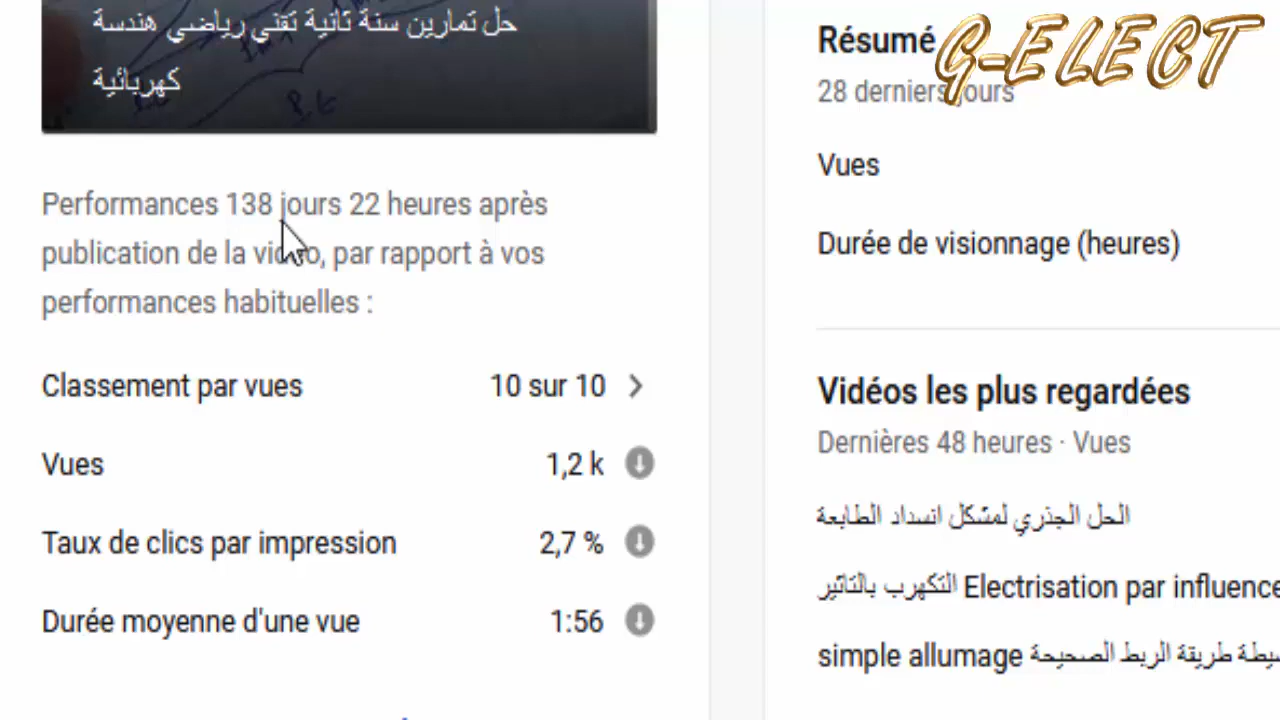 حل تمارين سنة ثانية تقني رياضي هندسة
كهربائية
Performances 138 jours 22 heures après
publication de la vidéo, par rapport à vos
performances habituelles :
Classement par vues 10 sur 10
Vues 1,2 k
Taux de clics par impression 2,7 %
Durée moyenne d'une vue 1:56
G-ELECT
Résumé
28 derniers jours
Vues
Durée de visionnage (heures)
Vidéos les plus regardées
Dernières 48 heures · Vues
الحل الجذري لمشكل انسداد الطابعة
التكهرب بالتاثير Electrisation par influence
simple allumage طريقة الربط الصحيحة